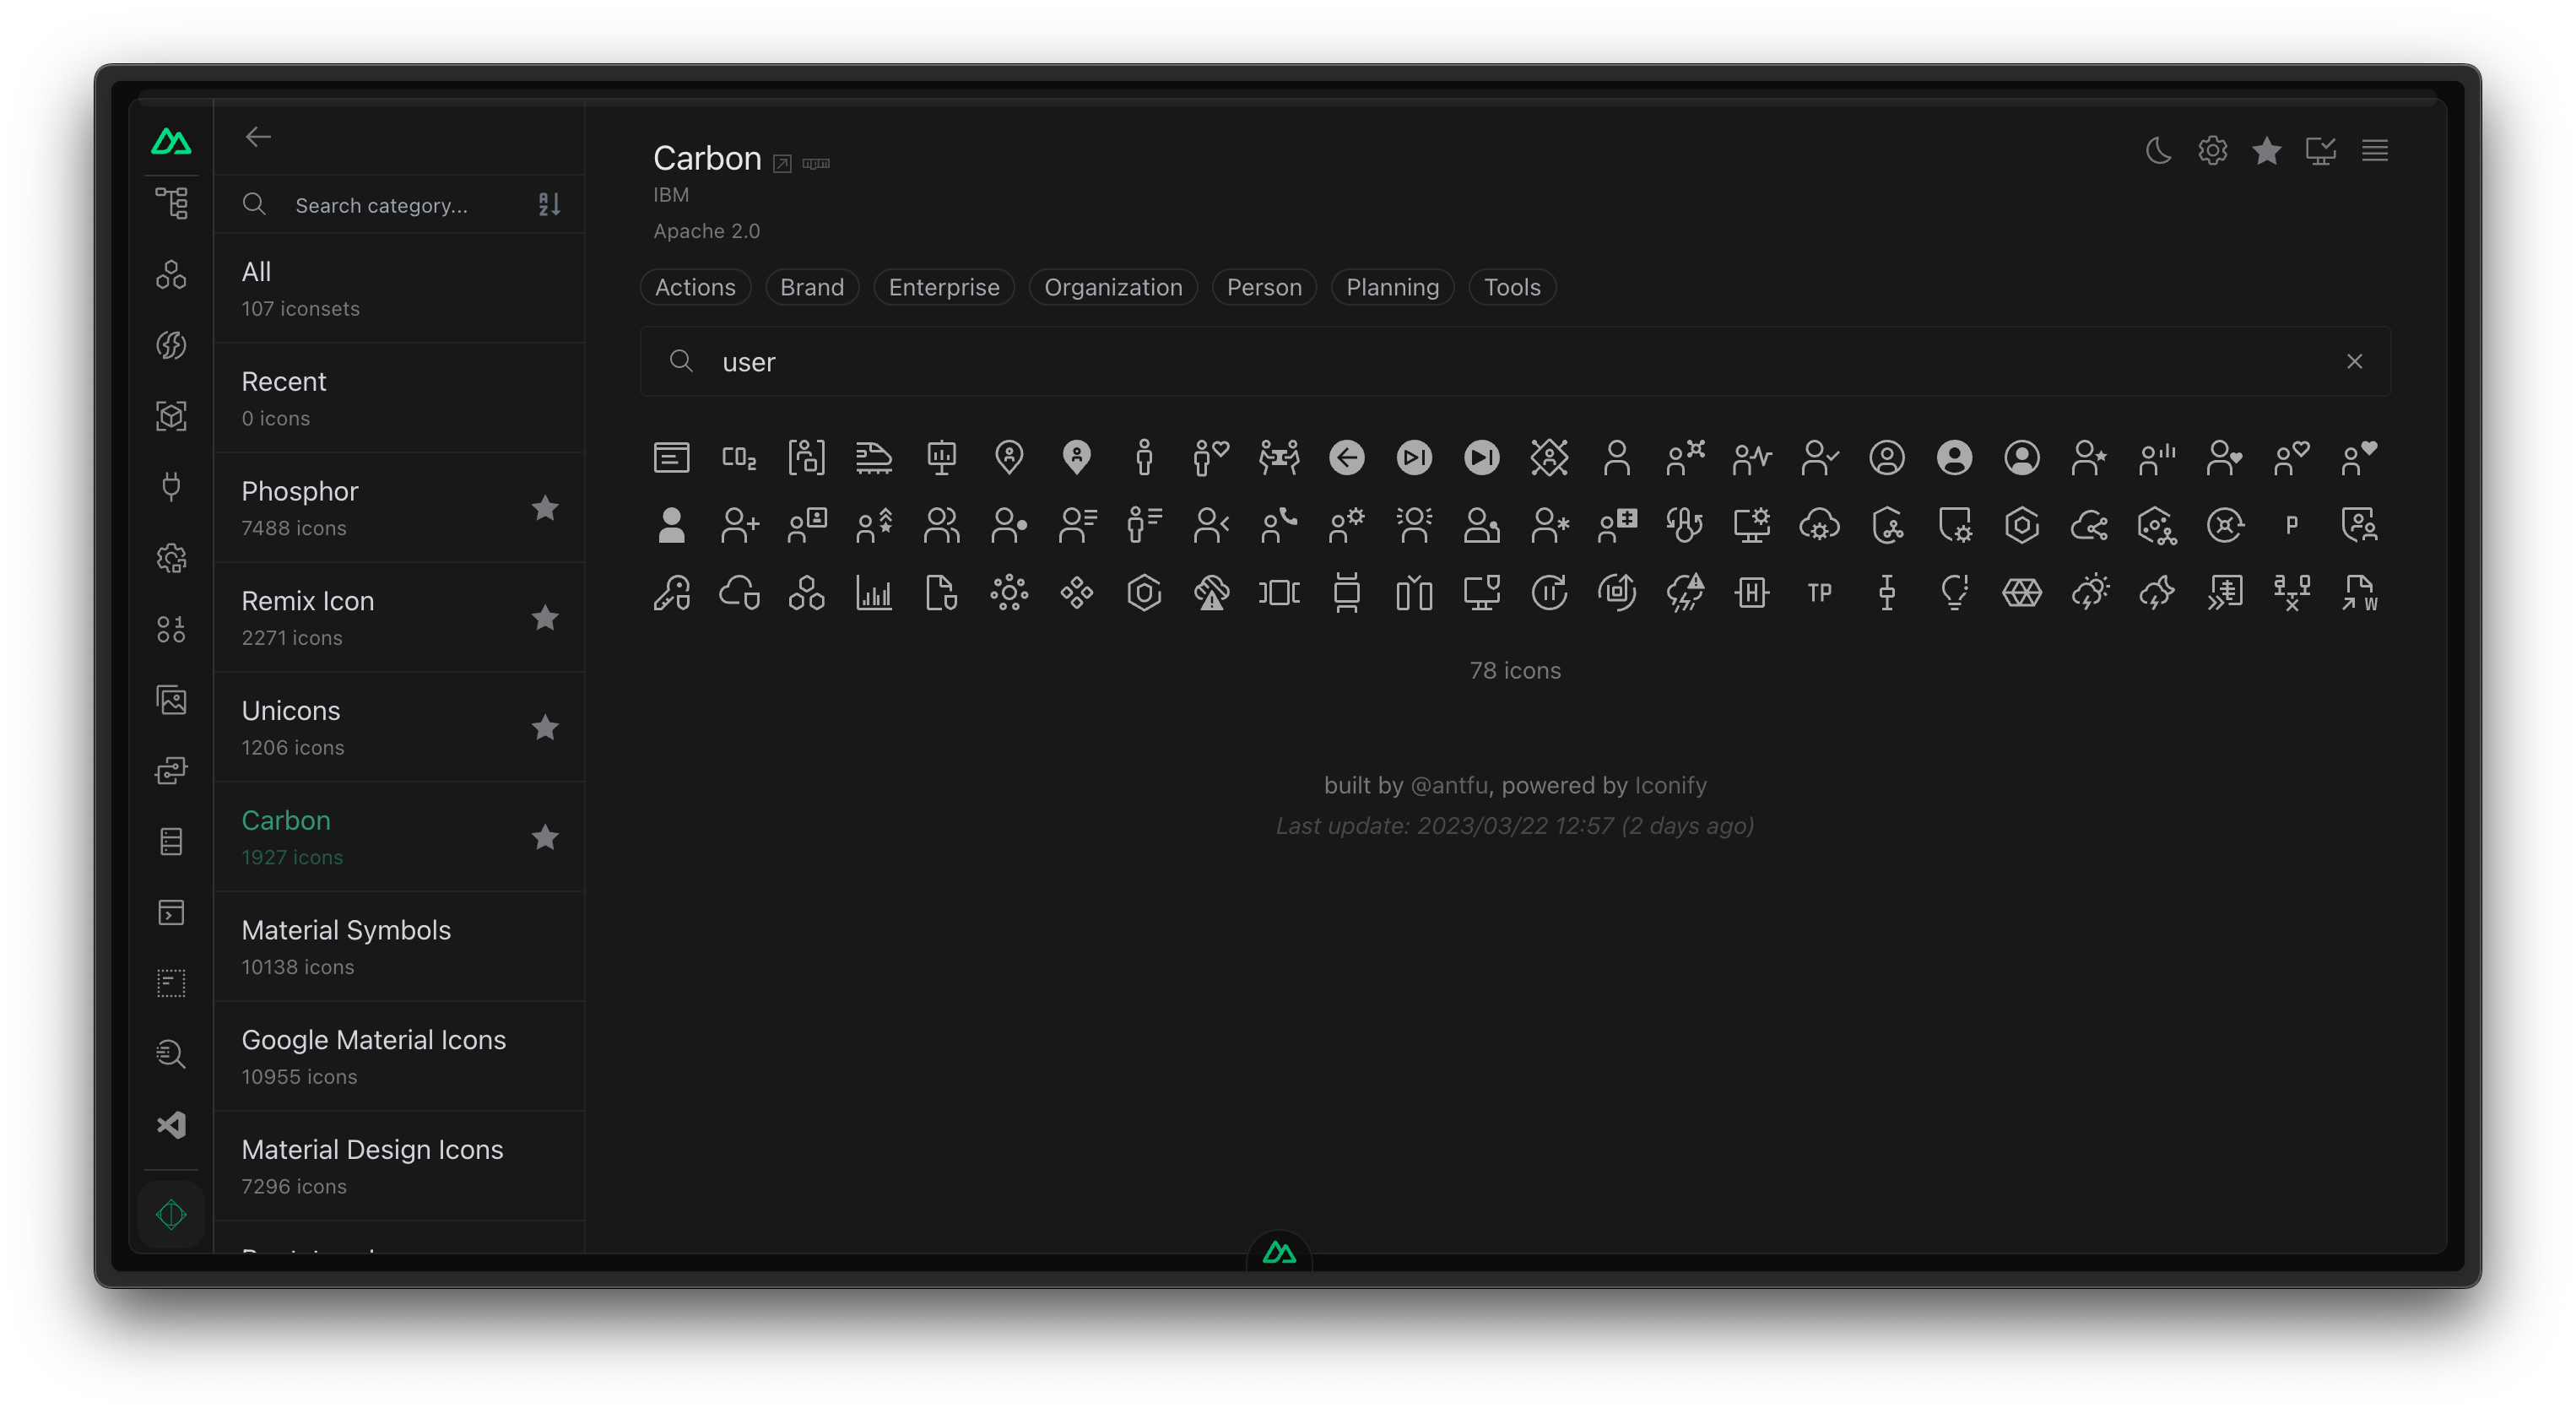 Search category...
All
107 iconsets
Recent
0 icons
Phosphor
7488 icons
Remix Icon
2271 icons
Unicons
1206 icons
Carbon
1927 icons
Material Symbols
10138 icons
Google Material Icons
10955 icons
Material Design Icons
7296 icons
Carbon
IBM
Apache 2.0
Actions Brand Enterprise Organization Person Planning Tools
user
CO2
P
H TP
W
78 icons
built by @antfu, powered by Iconify
Last update: 2023/03/22 12:57 (2 days ago)